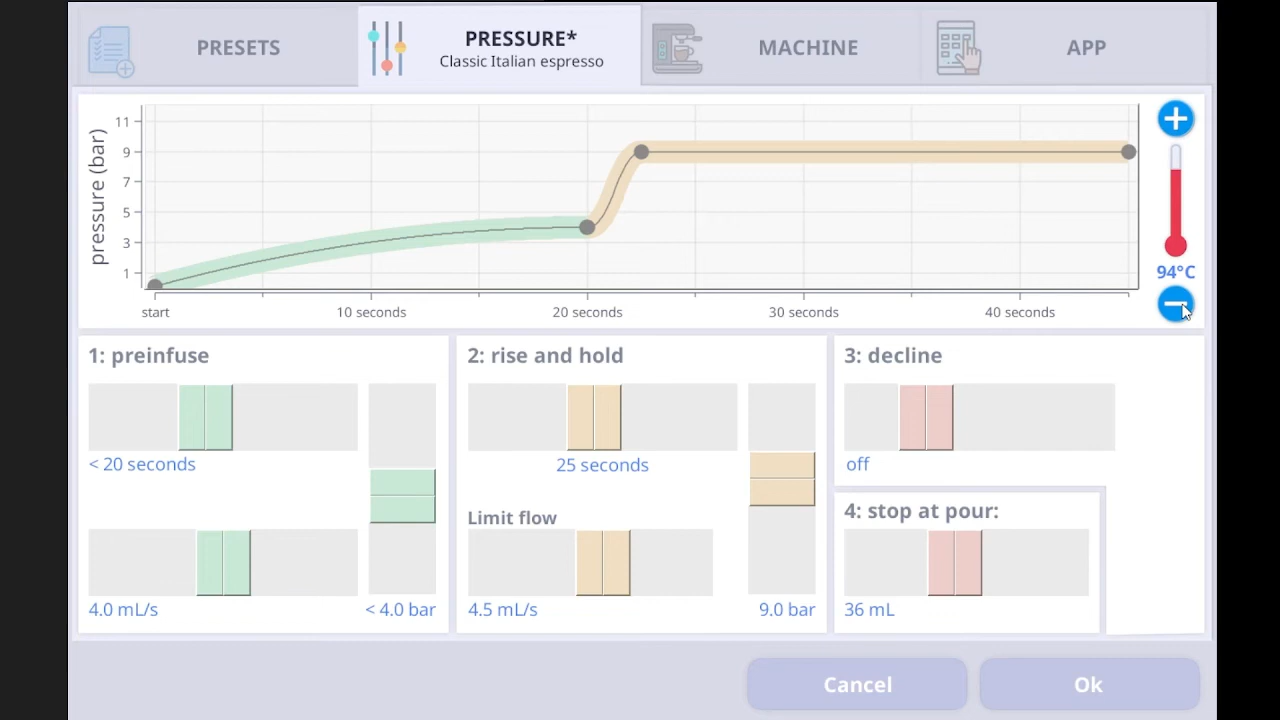 PRESETS
PRESSURE*
Classic Italian espresso
MACHINE
APP
pressure (bar)
11
9
7
5
3
1
start
10 seconds
20 seconds
30 seconds
40 seconds
94°C
1: preinfuse
< 20 seconds
4.0 mL/s
< 4.0 bar
2: rise and hold
25 seconds
Limit flow
4.5 mL/s
9.0 bar
3: decline
off
4: stop at pour:
36 mL
Cancel
Ok